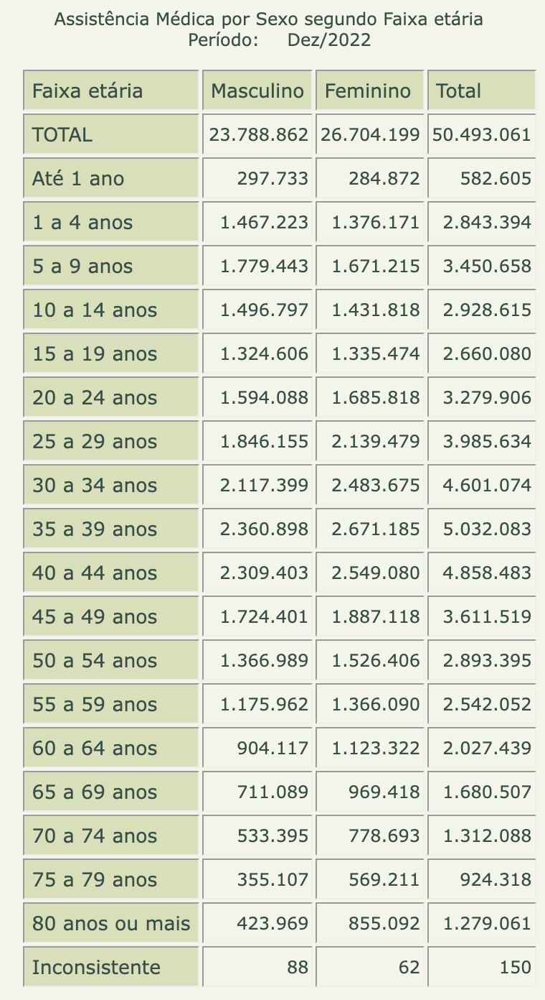 Assistência Médica por Sexo segundo Faixa etária
Período: Dez/2022
Faixa etária Masculino Feminino Total
TOTAL 23.788.862 26.704.199 50.493.061
Até 1 ano 297.733 284.872 582.605
1 a 4 anos 1.467.223 1.376.171 2.843.394
5 a 9 anos 1.779.443 1.671.215 3.450.658
10 a 14 anos 1.496.797 1.431.818 2.928.615
15 a 19 anos 1.324.606 1.335.474 2.660.080
20 a 24 anos 1.594.088 1.685.818 3.279.906
25 a 29 anos 1.846.155 2.139.479 3.985.634
30 a 34 anos 2.117.399 2.483.675 4.601.074
35 a 39 anos 2.360.898 2.671.185 5.032.083
40 a 44 anos 2.309.403 2.549.080 4.858.483
45 a 49 anos 1.724.401 1.887.118 3.611.519
50 a 54 anos 1.366.989 1.526.406 2.893.395
55 a 59 anos 1.175.962 1.366.090 2.542.052
60 a 64 anos 904.117 1.123.322 2.027.439
65 a 69 anos 711.089 969.418 1.680.507
70 a 74 anos 533.395 778.693 1.312.088
75 a 79 anos 355.107 569.211 924.318
80 anos ou mais 423.969 855.092 1.279.061
Inconsistente 88 62 150